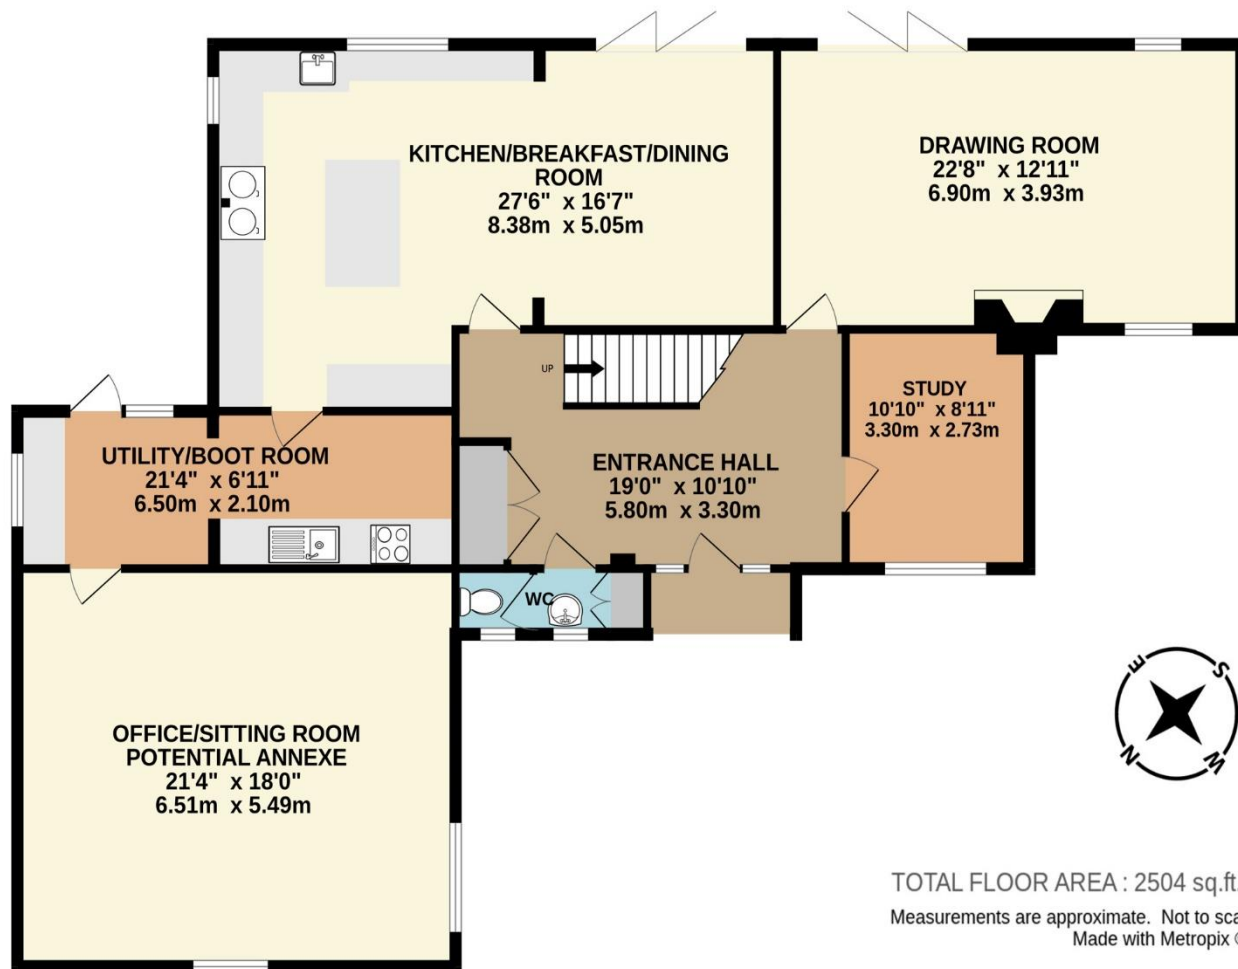 KITCHEN/BREAKFAST/DINING
ROOM
27'6" x 16'7"
8.38m x 5.05m
DRAWING ROOM
22'8" x 12'11"
6.90m x 3.93m
UP
STUDY
10'10" x 8'11"
3.30m x 2.73m
UTILITY/BOOT ROOM
21'4" x 6'11"
6.50m x 2.10m
ENTRANCE HALL
19'0" x 10'10"
5.80m x 3.30m
WC
OFFICE/SITTING ROOM
POTENTIAL ANNEXE
21'4" x 18'0"
6.51m x 5.49m
E
S
N
W
TOTAL FLOOR AREA : 2504 sq.ft.
Measurements are approximate. Not to sca
Made with Metropix ©